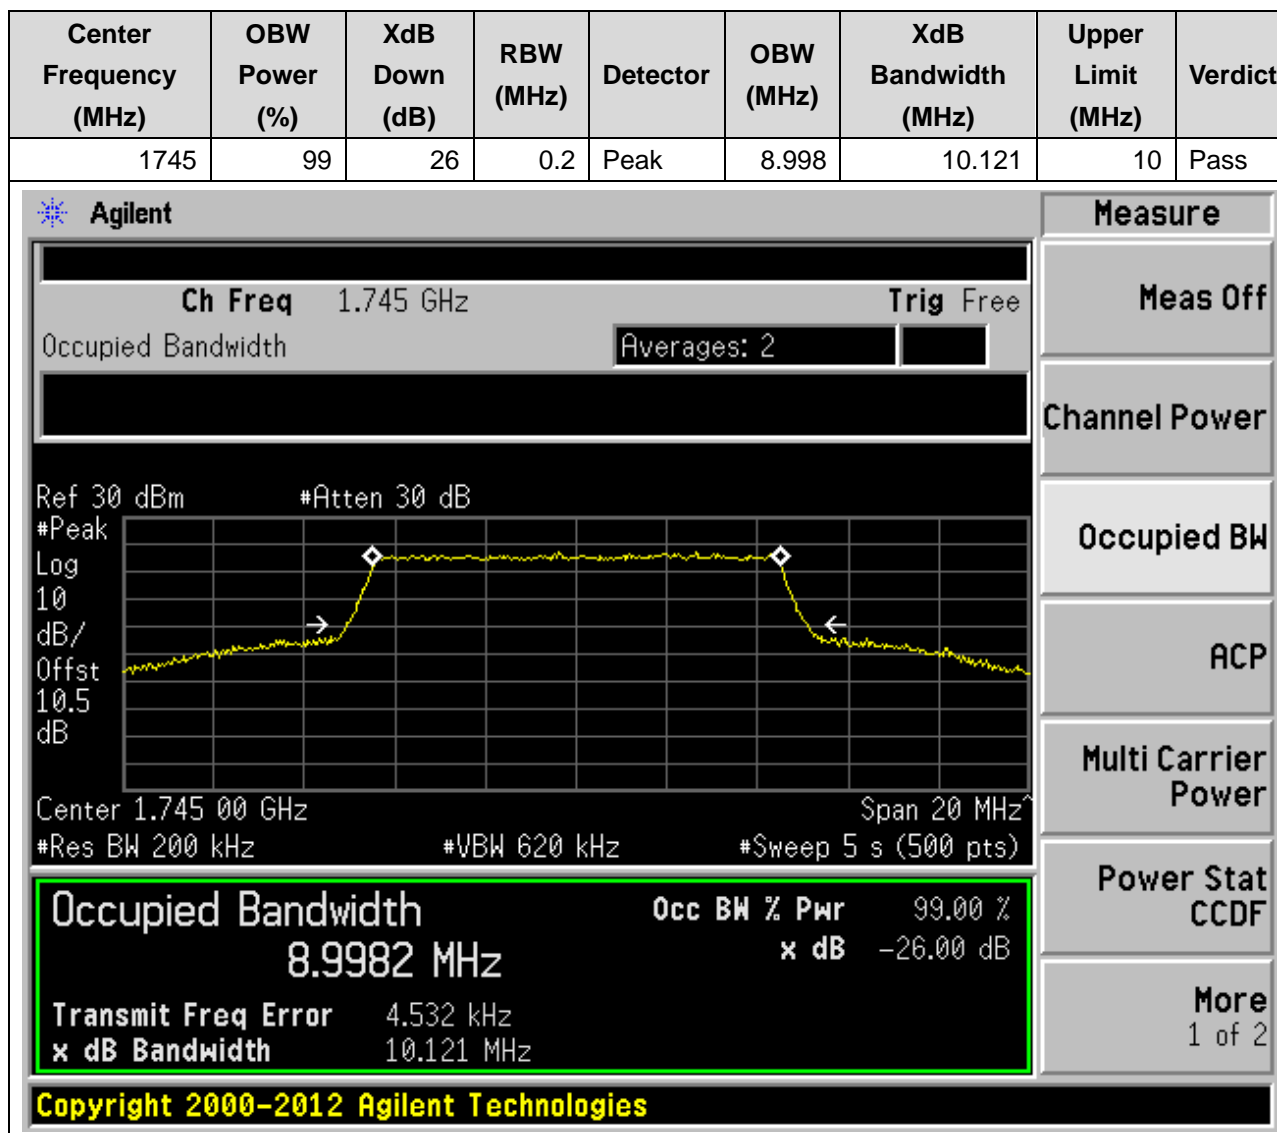 Center Frequency (MHz) OBW Power (%) XdB Down (dB) RBW (MHz) Detector OBW (MHz) XdB Bandwidth (MHz) Upper Limit (MHz) Verdict
1745 99 26 0.2 Peak 8.998 10.121 10 Pass
Agilent
Measure
Ch Freq 1.745 GHz Trig Free
Occupied Bandwidth Averages: 2
Ref 30 dBm #Atten 30 dB
#Peak
Log
10
dB/
Offst
10.5
dB
Center 1.745 00 GHz Span 20 MHz^
#Res BW 200 kHz #VBW 620 kHz #Sweep 5 s (500 pts)
Occupied Bandwidth
8.9982 MHz
Occ BW % Pwr 99.00 %
x dB -26.00 dB
Transmit Freq Error 4.532 kHz
x dB Bandwidth 10.121 MHz
Meas Off
Channel Power
Occupied BW
ACP
Multi Carrier
Power
Power Stat
CCDF
More
1 of 2
Copyright 2000-2012 Agilent Technologies